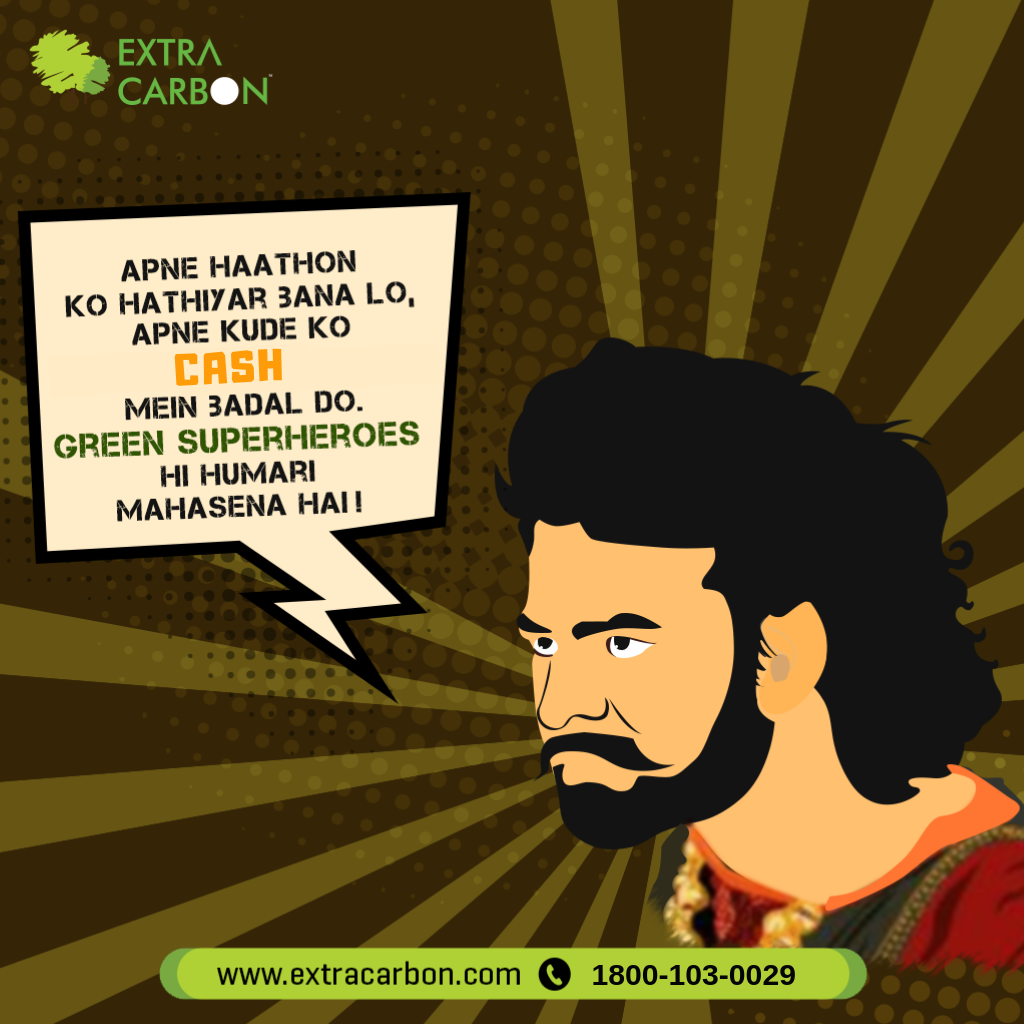 EXTRA
CARBON™
APNE HAATHON
KO HATHIYAR BANA LO,
APNE KUDE KO
CASH
MEIN BADAL DO.
GREEN SUPERHEROES
HI HUMARI
MAHASENA HAI!
www.extracarbon.com 1800-103-0029